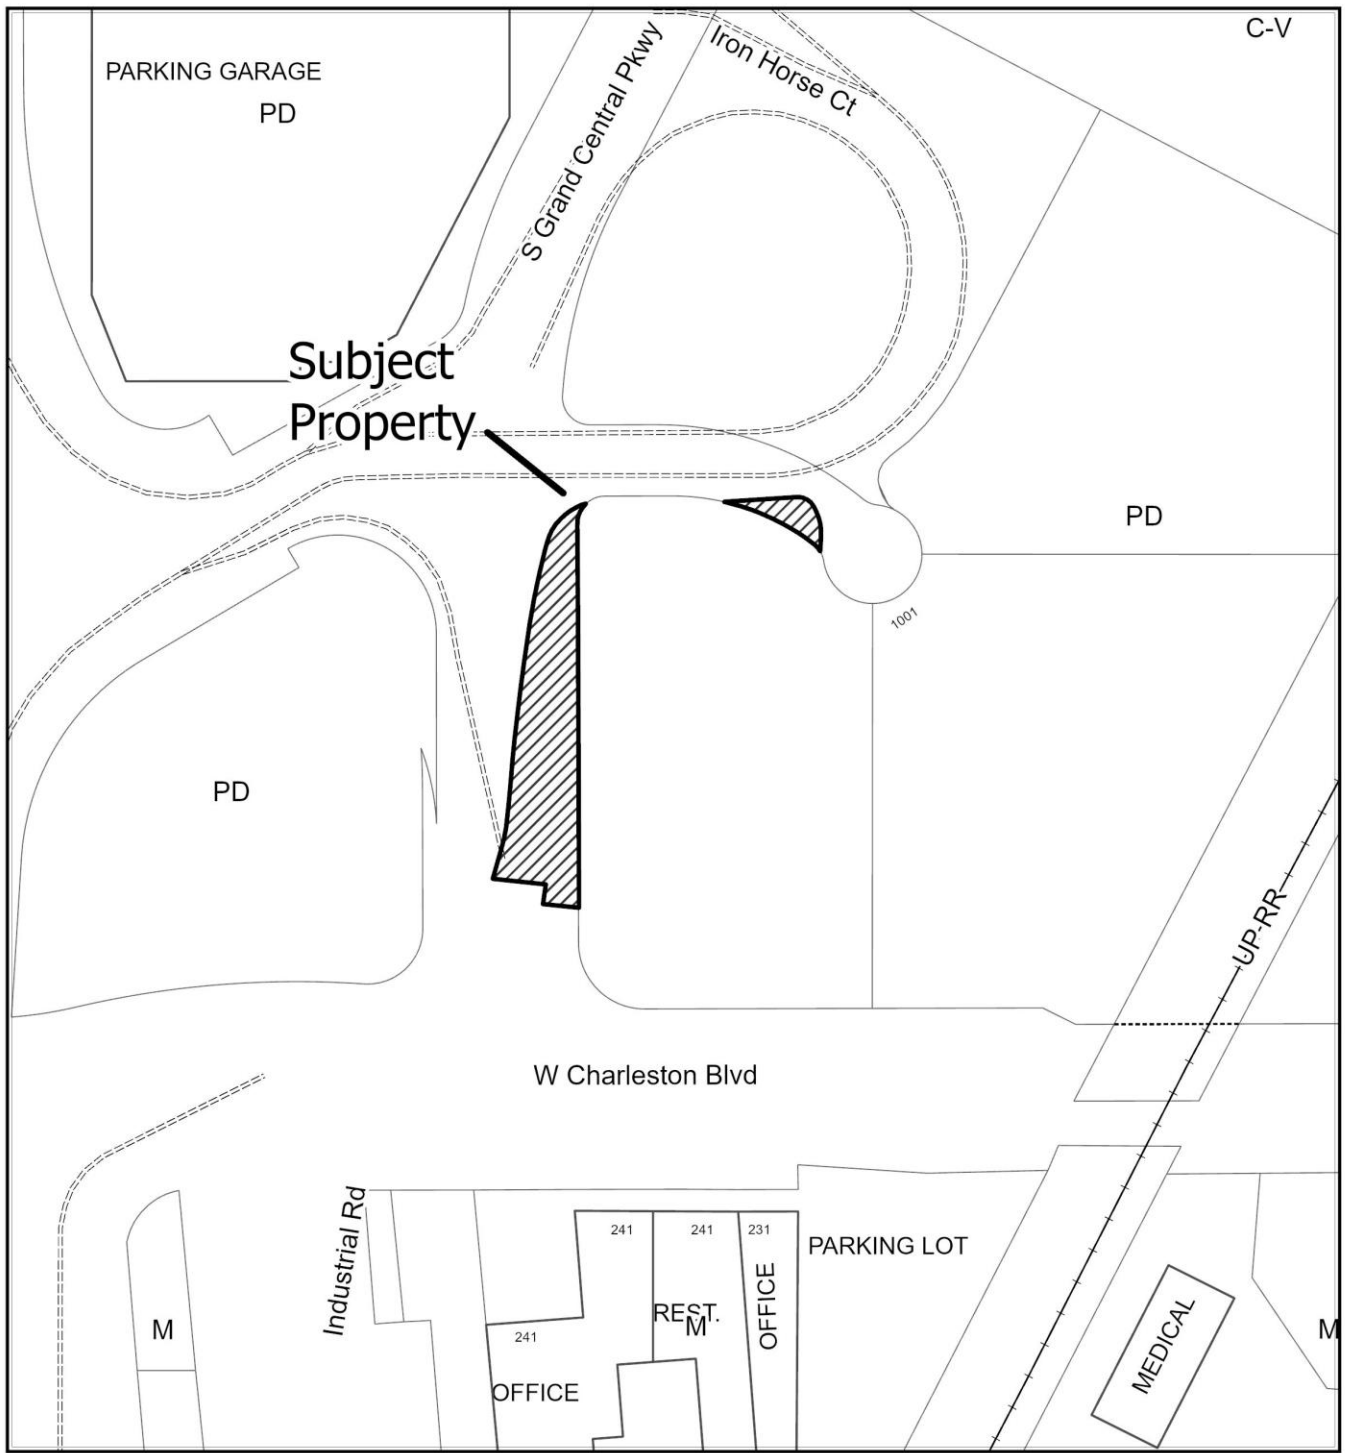 C-V
PARKING GARAGE
PD
S Grand Central Pkwy
Iron Horse Ct
Subject
Property
PD
1001
PD
UP-RR
W Charleston Blvd
Industrial Rd
241
241
231
PARKING LOT
OFFICE
REST.
M
M
241
OFFICE
MEDICAL
M